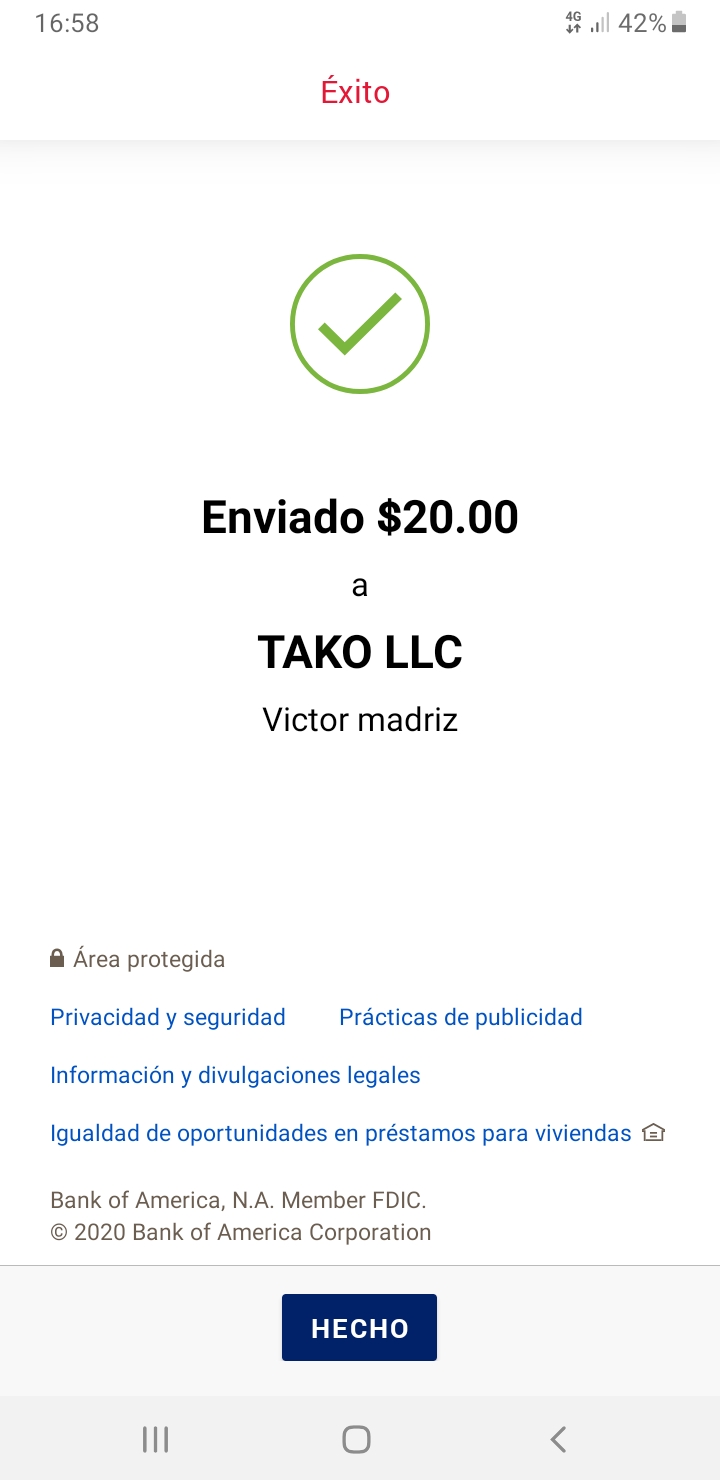 16:58
4G
42%
Éxito
Enviado $20.00
a
TAKO LLC
Victor madriz
Área protegida
Privacidad y seguridad Prácticas de publicidad
Información y divulgaciones legales
Igualdad de oportunidades en préstamos para viviendas
Bank of America, N.A. Member FDIC.
© 2020 Bank of America Corporation
HECHO